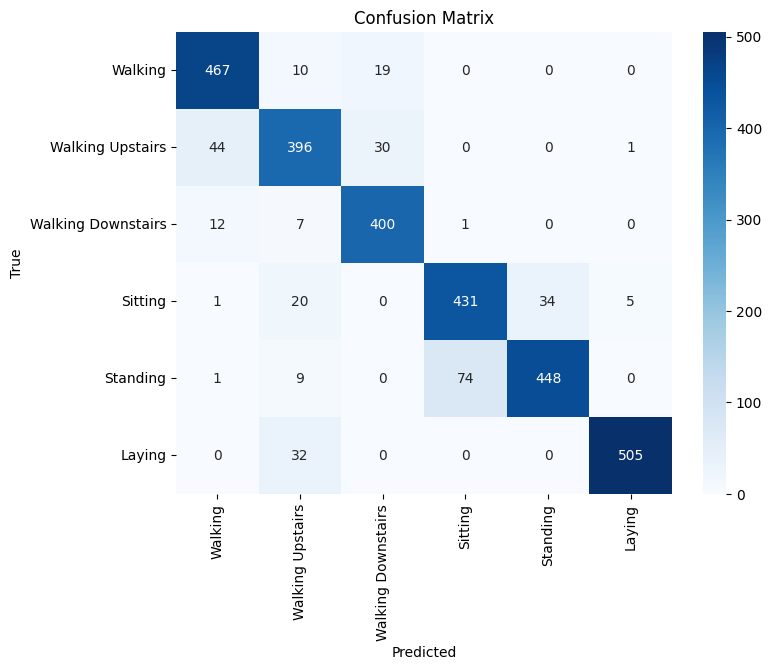 Confusion Matrix
True
Walking 467 10 19 0 0 0
Walking Upstairs 44 396 30 0 0 1
Walking Downstairs 12 7 400 1 0 0
Sitting 1 20 0 431 34 5
Standing 1 9 0 74 448 0
Laying 0 32 0 0 0 505
Walking
Walking Upstairs
Walking Downstairs
Sitting
Standing
Laying
Predicted
500
400
300
200
100
0